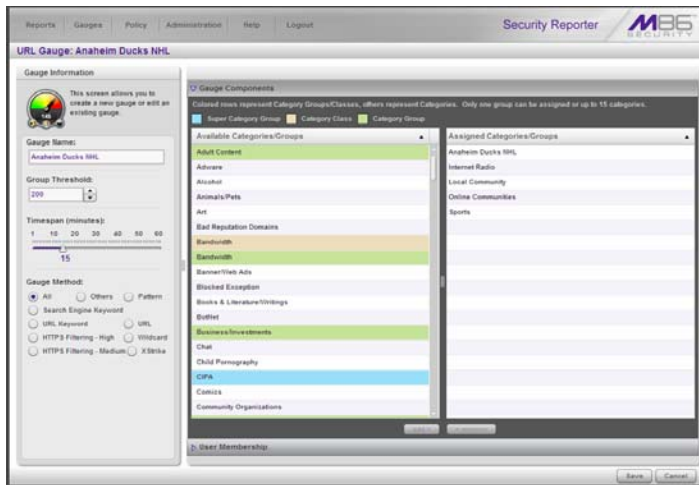 Reports Gauges Policy Administration Help Logout
Security Reporter
M86
SECURITY
URL Gauge: Anaheim Ducks NHL
Gauge Information
This screen allows you to
create a new gauge or edit an
existing gauge.
Gauge Name:
Anaheim Ducks NHL
Group Threshold:
200
Timespan (minutes):
1 10 20 30 40 50 60
15
Gauge Method:
All Others Pattern
Search Engine Keyword
URL Keyword URL
HTTPS Filtering - High Wildcard
HTTPS Filtering - Medium XStrike
Gauge Components
Colored rows represent Category Groups/Classes, others represent Categories. Only one group can be assigned or up to 15 categories.
Super Category Group Category Class Category Group
Available Categories/Groups
Adult Content
Adware
Alcohol
Animals/Pets
Art
Bad Reputation Domains
Bandwidth
Bandwidth
Banner/Web Ads
Blocked Exception
Books & Literature/Writings
BotNet
Business/Investments
Chat
Child Pornography
CIPA
Comics
Community Organizations
Assigned Categories/Groups
Anaheim Ducks NHL
Internet Radio
Local Community
Online Communities
Sports
User Membership
Save Cancel